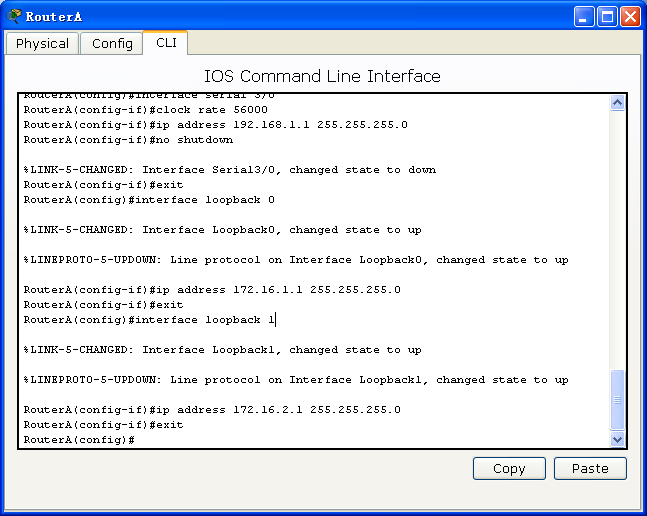 RouterA
Physical Config CLI
IOS Command Line Interface
RouterA(config)#interface serial 3/0
RouterA(config-if)#clock rate 56000
RouterA(config-if)#ip address 192.168.1.1 255.255.255.0
RouterA(config-if)#no shutdown
%LINK-5-CHANGED: Interface Serial3/0, changed state to down
RouterA(config-if)#exit
RouterA(config)#interface loopback 0
%LINK-5-CHANGED: Interface Loopback0, changed state to up
%LINEPROTO-5-UPDOWN: Line protocol on Interface Loopback0, changed state to up
RouterA(config-if)#ip address 172.16.1.1 255.255.255.0
RouterA(config-if)#exit
RouterA(config)#interface loopback 1
%LINK-5-CHANGED: Interface Loopback1, changed state to up
%LINEPROTO-5-UPDOWN: Line protocol on Interface Loopback1, changed state to up
RouterA(config-if)#ip address 172.16.2.1 255.255.255.0
RouterA(config-if)#exit
RouterA(config)#
Copy Paste